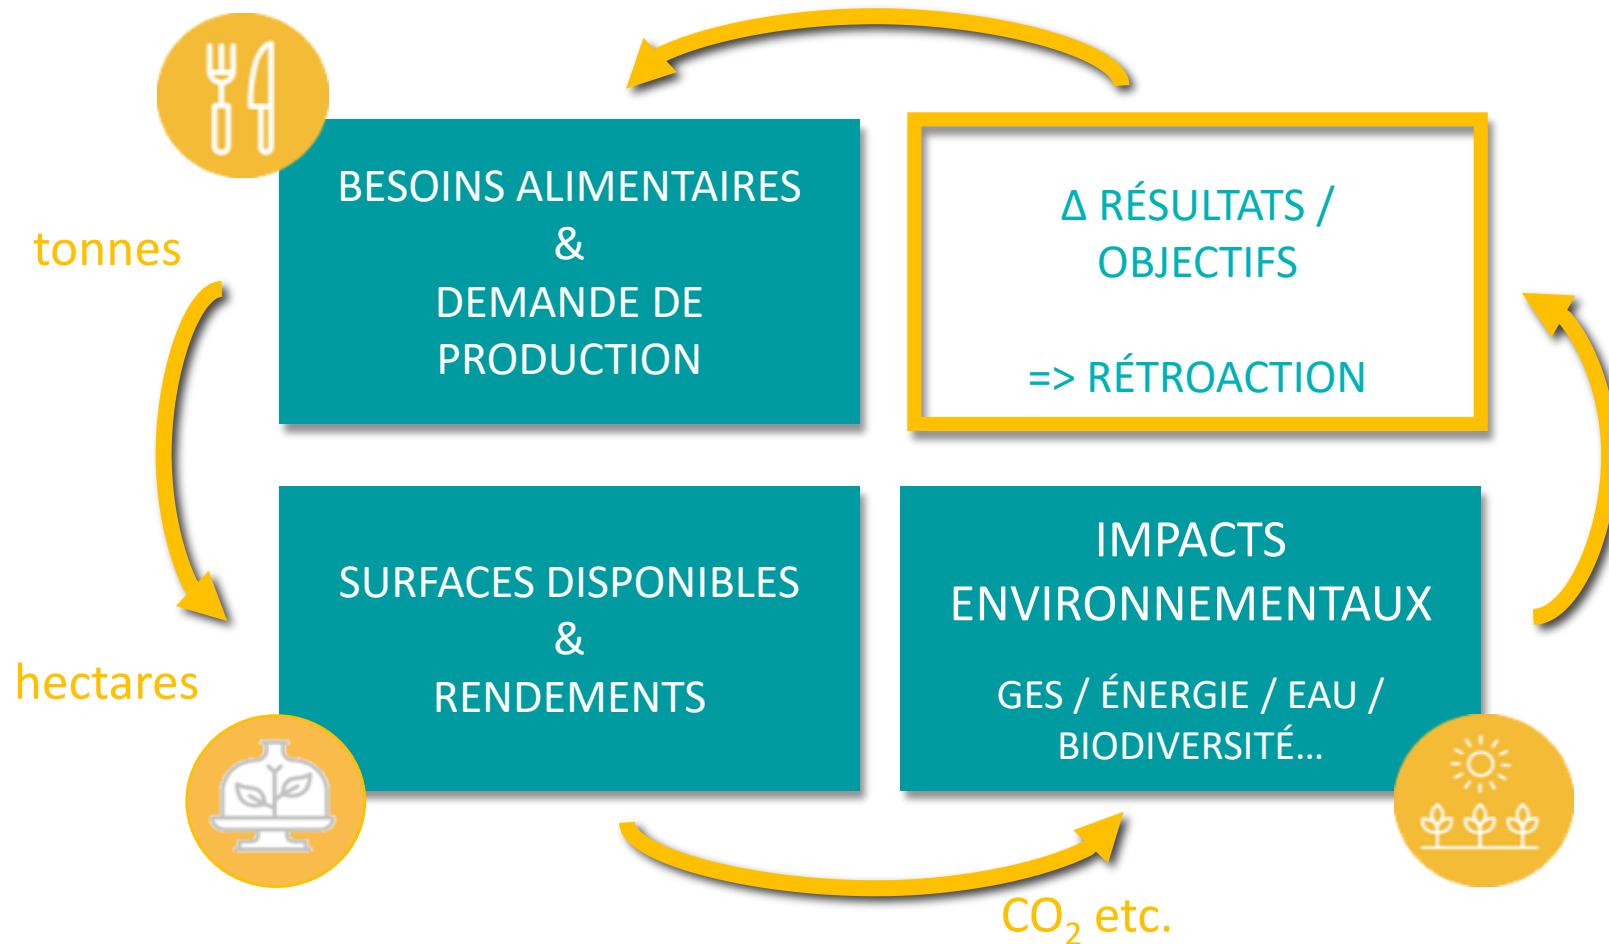 tonnes
BESOINS ALIMENTAIRES
&
DEMANDE DE
PRODUCTION
Δ RÉSULTATS /
OBJECTIFS
=> RÉTROACTION
hectares
SURFACES DISPONIBLES
&
RENDEMENTS
IMPACTS
ENVIRONNEMENTAUX
GES / ÉNERGIE / EAU /
BIODIVERSITÉ…
CO₂ etc.